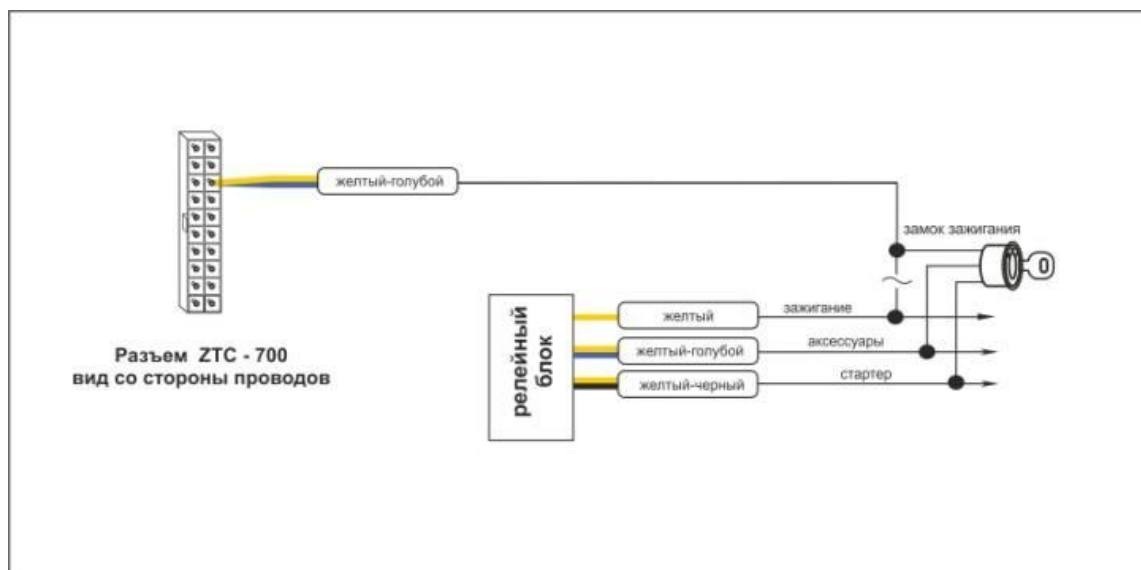 желтый-голубой
замок зажигания
релейный
блок
желтый
зажигание
желтый-голубой
аксессуары
желтый-черный
стартер
Разъем ZTC - 700
вид со стороны проводов